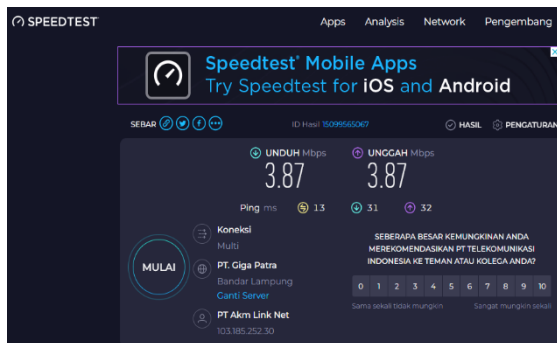 SPEEDTEST
Apps Analysis Network Pengembang
Speedtest® Mobile Apps
Try Speedtest for iOS and Android
SEBAR
ID Hasil 15099565067
HASIL PENGATURAN
UNDUH Mbps
3.87
UNGGAH Mbps
3.87
Ping ms 13 31 32
Koneksi
Multi
PT. Giga Patra
Bandar Lampung
Ganti Server
PT Akm Link Net
103.185.252.30
MULAI
SEBERAPA BESAR KEMUNGKINAN ANDA
MEREKOMENDASIKAN PT TELEKOMUNIKASI
INDONESIA KE TEMAN ATAU KOLEGA ANDA?
0 1 2 3 4 5 6 7 8 9 10
Sama sekali tidak mungkin Sangat mungkin sekali